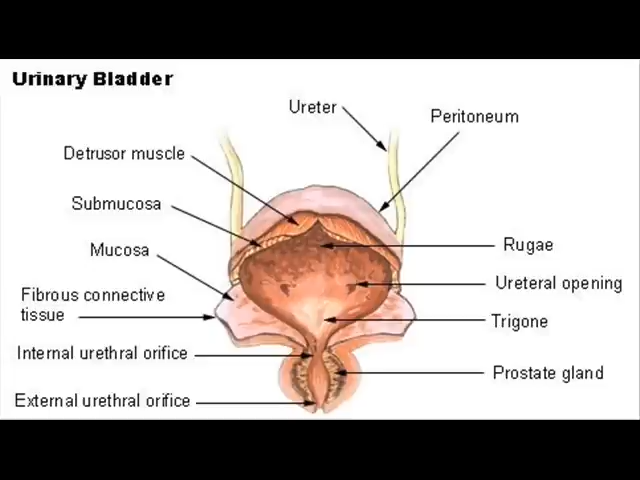 Urinary Bladder
Ureter
Peritoneum
Detrusor muscle
Submucosa
Mucosa
Rugae
Ureteral opening
Fibrous connective
tissue
Trigone
Internal urethral orifice
Prostate gland
External urethral orifice